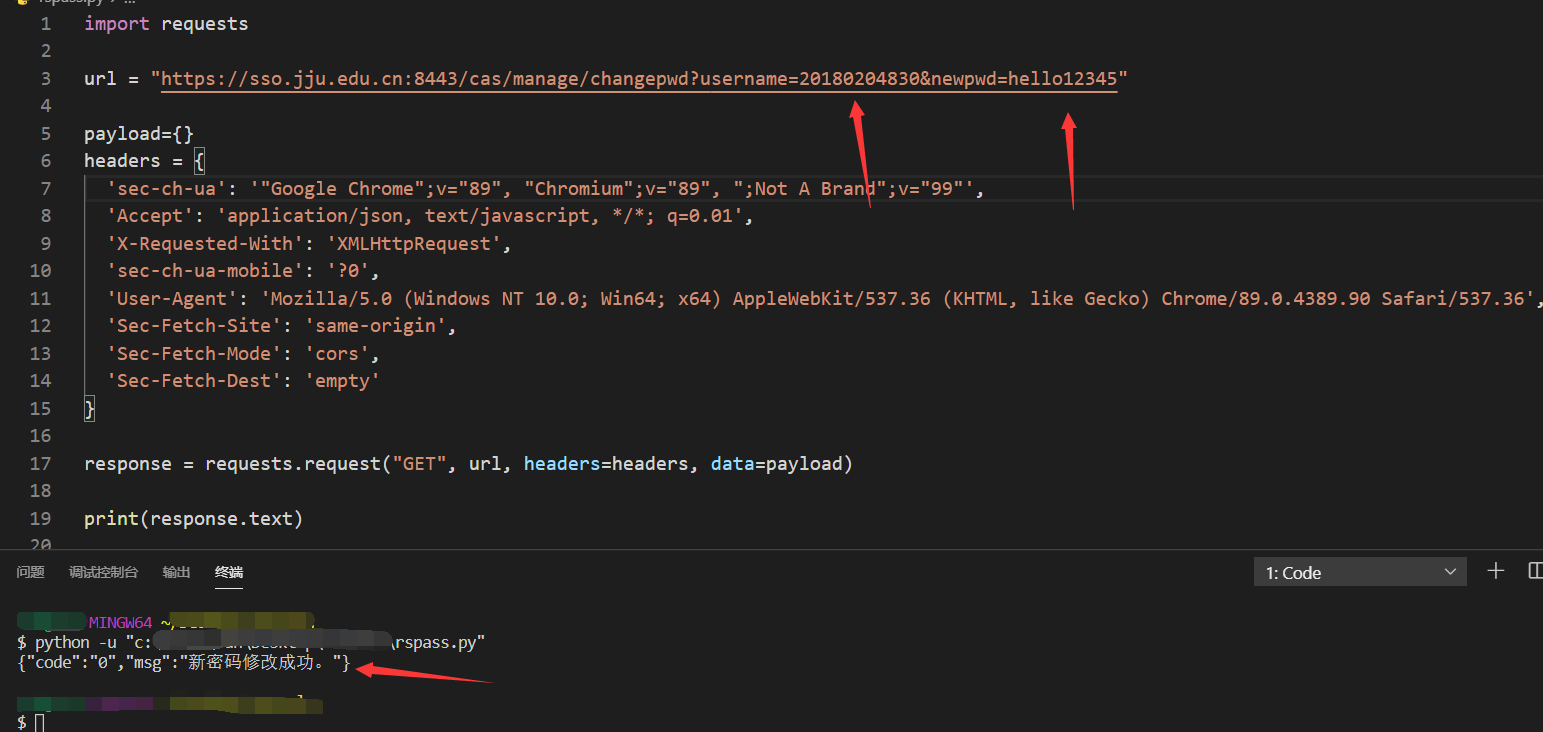 rspass.py > ...
1 import requests
2
3 url = "https://sso.jju.edu.cn:8443/cas/manage/changepwd?username=20180204830&newpwd=hello12345"
4
5 payload={}
6 headers = {
7 'sec-ch-ua': '"Google Chrome";v="89", "Chromium";v="89", ";Not A Brand";v="99"',
8 'Accept': 'application/json, text/javascript, */*; q=0.01',
9 'X-Requested-With': 'XMLHttpRequest',
10 'sec-ch-ua-mobile': '?0',
11 'User-Agent': 'Mozilla/5.0 (Windows NT 10.0; Win64; x64) AppleWebKit/537.36 (KHTML, like Gecko) Chrome/89.0.4389.90 Safari/537.36',
12 'Sec-Fetch-Site': 'same-origin',
13 'Sec-Fetch-Mode': 'cors',
14 'Sec-Fetch-Dest': 'empty'
15 }
16
17 response = requests.request("GET", url, headers=headers, data=payload)
18
19 print(response.text)
20
问题 调试控制台 输出 终端 1: Code
MINGW64 ~/
$ python -u "c: \rspass.py"
{"code":"0","msg":"新密码修改成功。"}
$